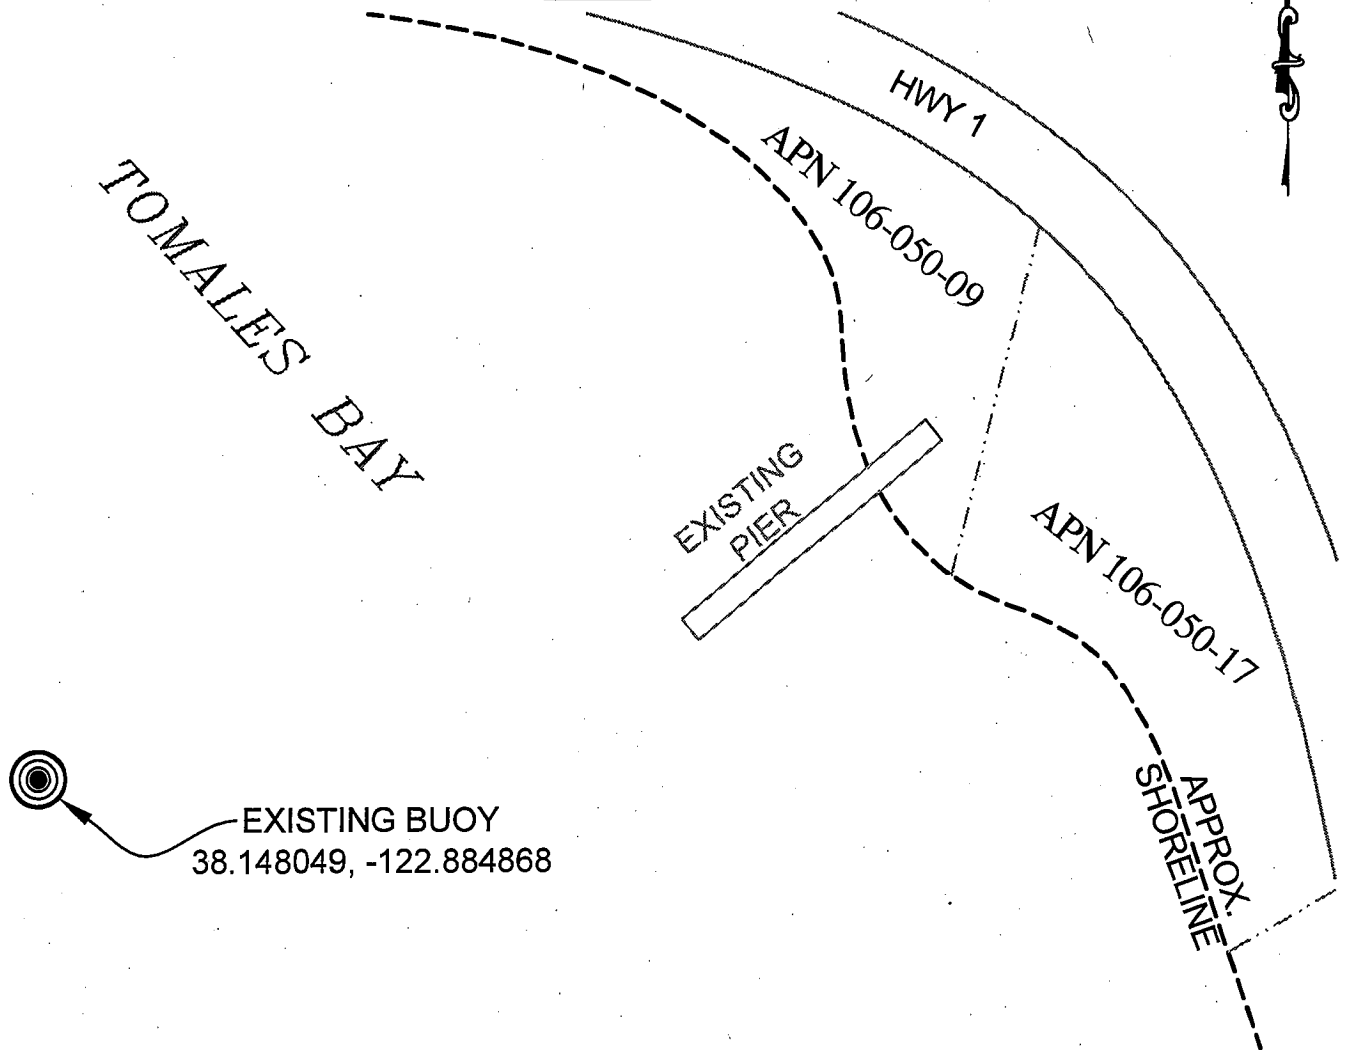 HWY 1
APN 106-050-09
TOMALES BAY
EXISTING
PIER
APN 106-050-17
APPROX.
SHORELINE
EXISTING BUOY
38.148049, -122.884868